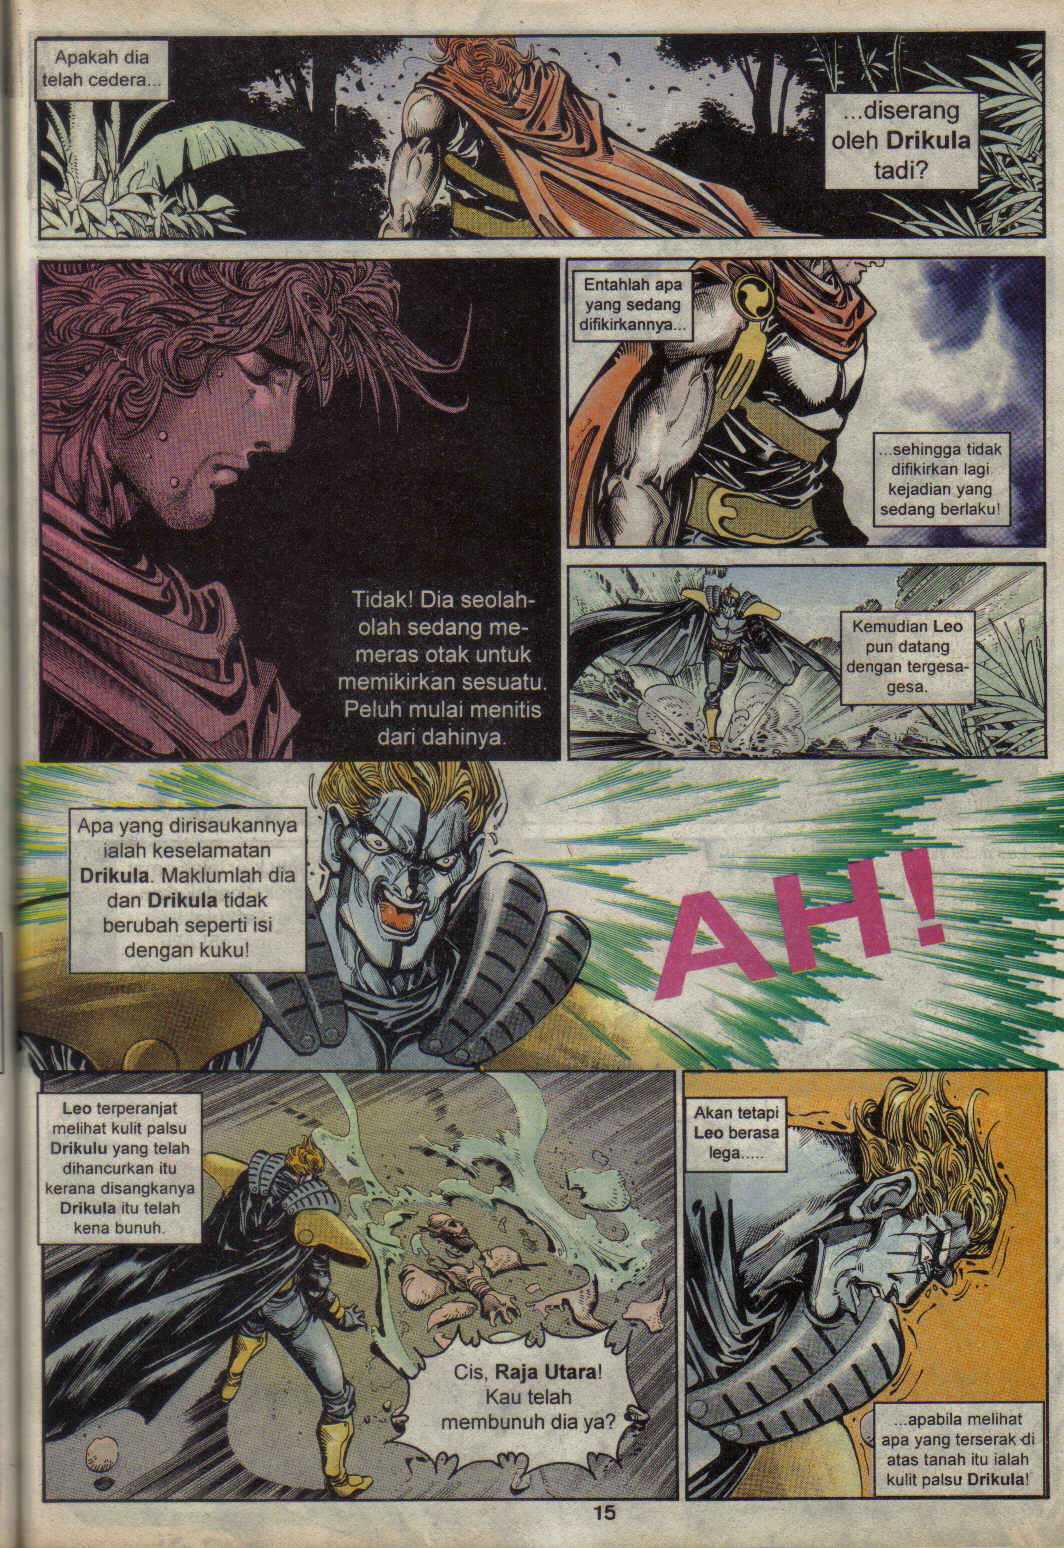 Apakah dia
telah cedera...
...diserang
oleh Drikula
tadi?
Entahlah apa
yang sedang
difikirkannya...
...sehingga tidak
difikirkan lagi
kejadian yang
sedang berlaku!
Tidak! Dia seolah-
olah sedang me-
meras otak untuk
memikirkan sesuatu.
Peluh mulai menitis
dari dahinya.
Kemudian Leo
pun datang
dengan tergesa-
gesa.
Apa yang dirisaukannya
ialah keselamatan
Drikula. Maklumlah dia
dan Drikula tidak
berubah seperti isi
dengan kuku!
AH!
Leo terperanjat
melihat kulit palsu
Drikulu yang telah
dihancurkan itu
kerana disangkanya
Drikula itu telah
kena bunuh.
Cis, Raja Utara!
Kau telah
membunuh dia ya?
Akan tetapi
Leo berasa
lega.....
...apabila melihat
apa yang terserak di
atas tanah itu ialah
kulit palsu Drikula!
15